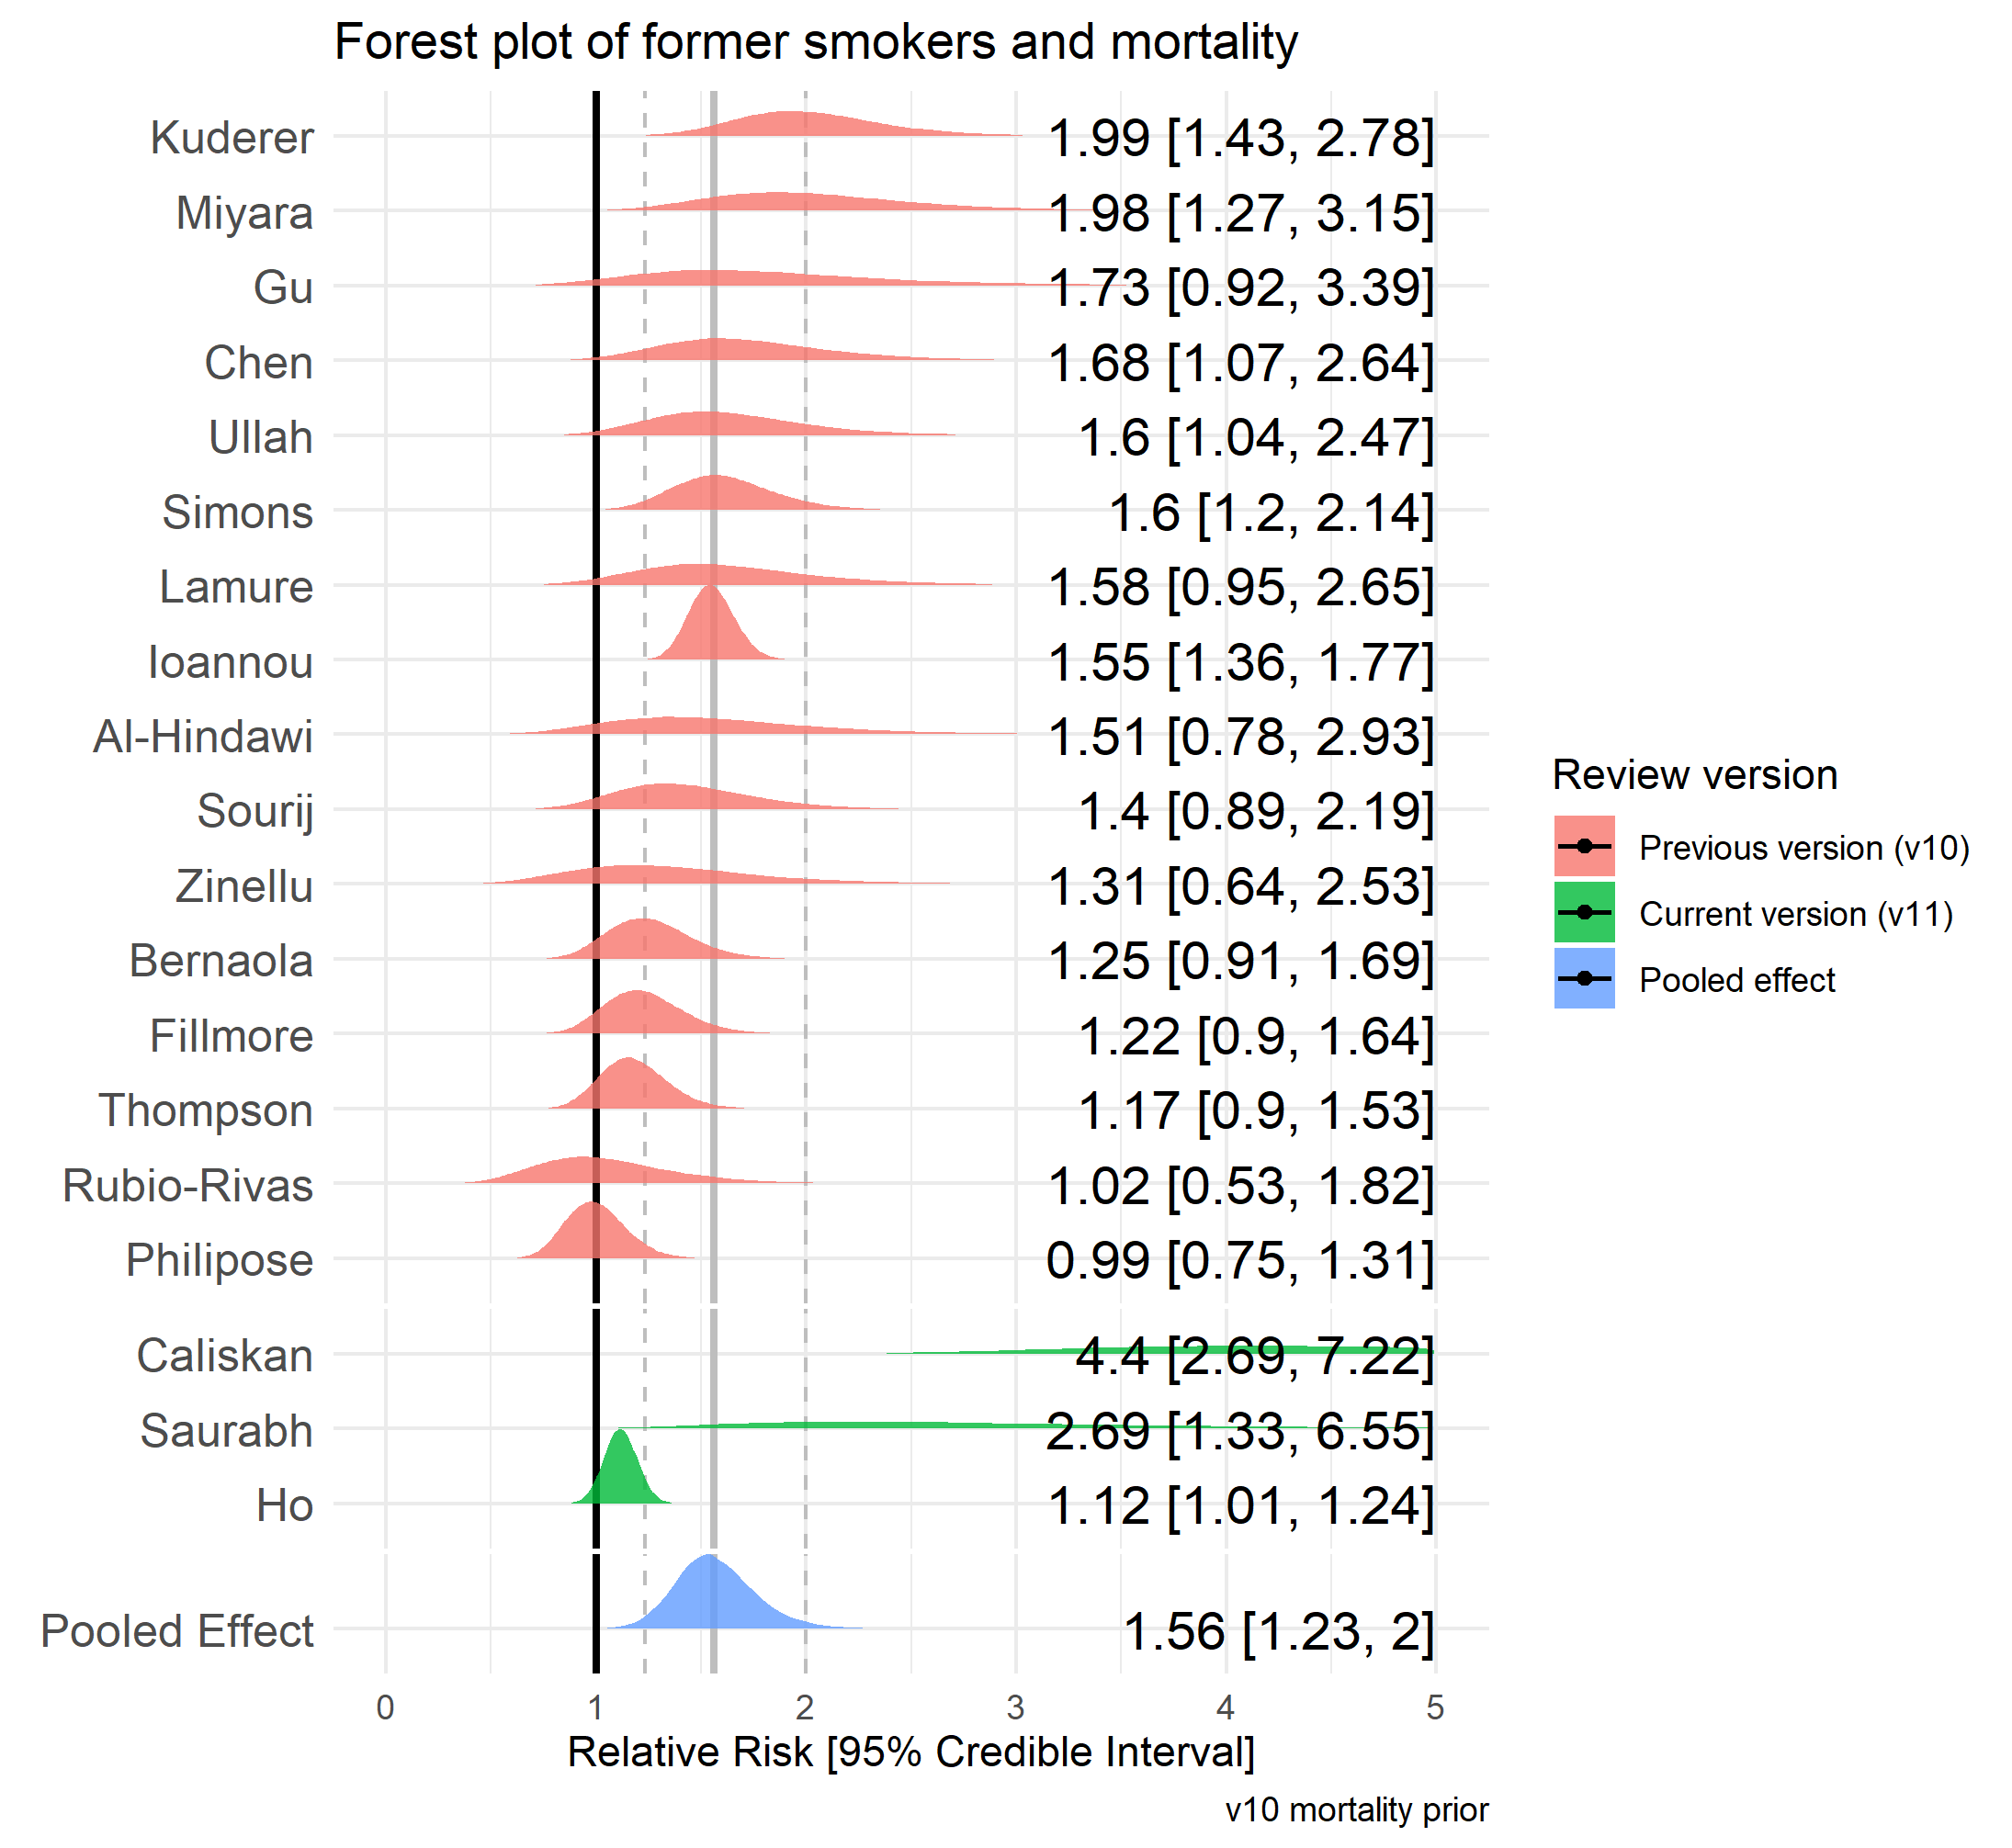 Forest plot of former smokers and mortality
Kuderer 1.99 [1.43, 2.78]
Miyara 1.98 [1.27, 3.15]
Gu 1.73 [0.92, 3.39]
Chen 1.68 [1.07, 2.64]
Ullah 1.6 [1.04, 2.47]
Simons 1.6 [1.2, 2.14]
Lamure 1.58 [0.95, 2.65]
Ioannou 1.55 [1.36, 1.77]
Al-Hindawi 1.51 [0.78, 2.93]
Sourij 1.4 [0.89, 2.19]
Zinellu 1.31 [0.64, 2.53]
Bernaola 1.25 [0.91, 1.69]
Fillmore 1.22 [0.9, 1.64]
Thompson 1.17 [0.9, 1.53]
Rubio-Rivas 1.02 [0.53, 1.82]
Philipose 0.99 [0.75, 1.31]
Caliskan 4.4 [2.69, 7.22]
Saurabh 2.69 [1.33, 6.55]
Ho 1.12 [1.01, 1.24]
Pooled Effect 1.56 [1.23, 2]
0 1 2 3 4 5
Relative Risk [95% Credible Interval]
v10 mortality prior
Review version
Previous version (v10)
Current version (v11)
Pooled effect